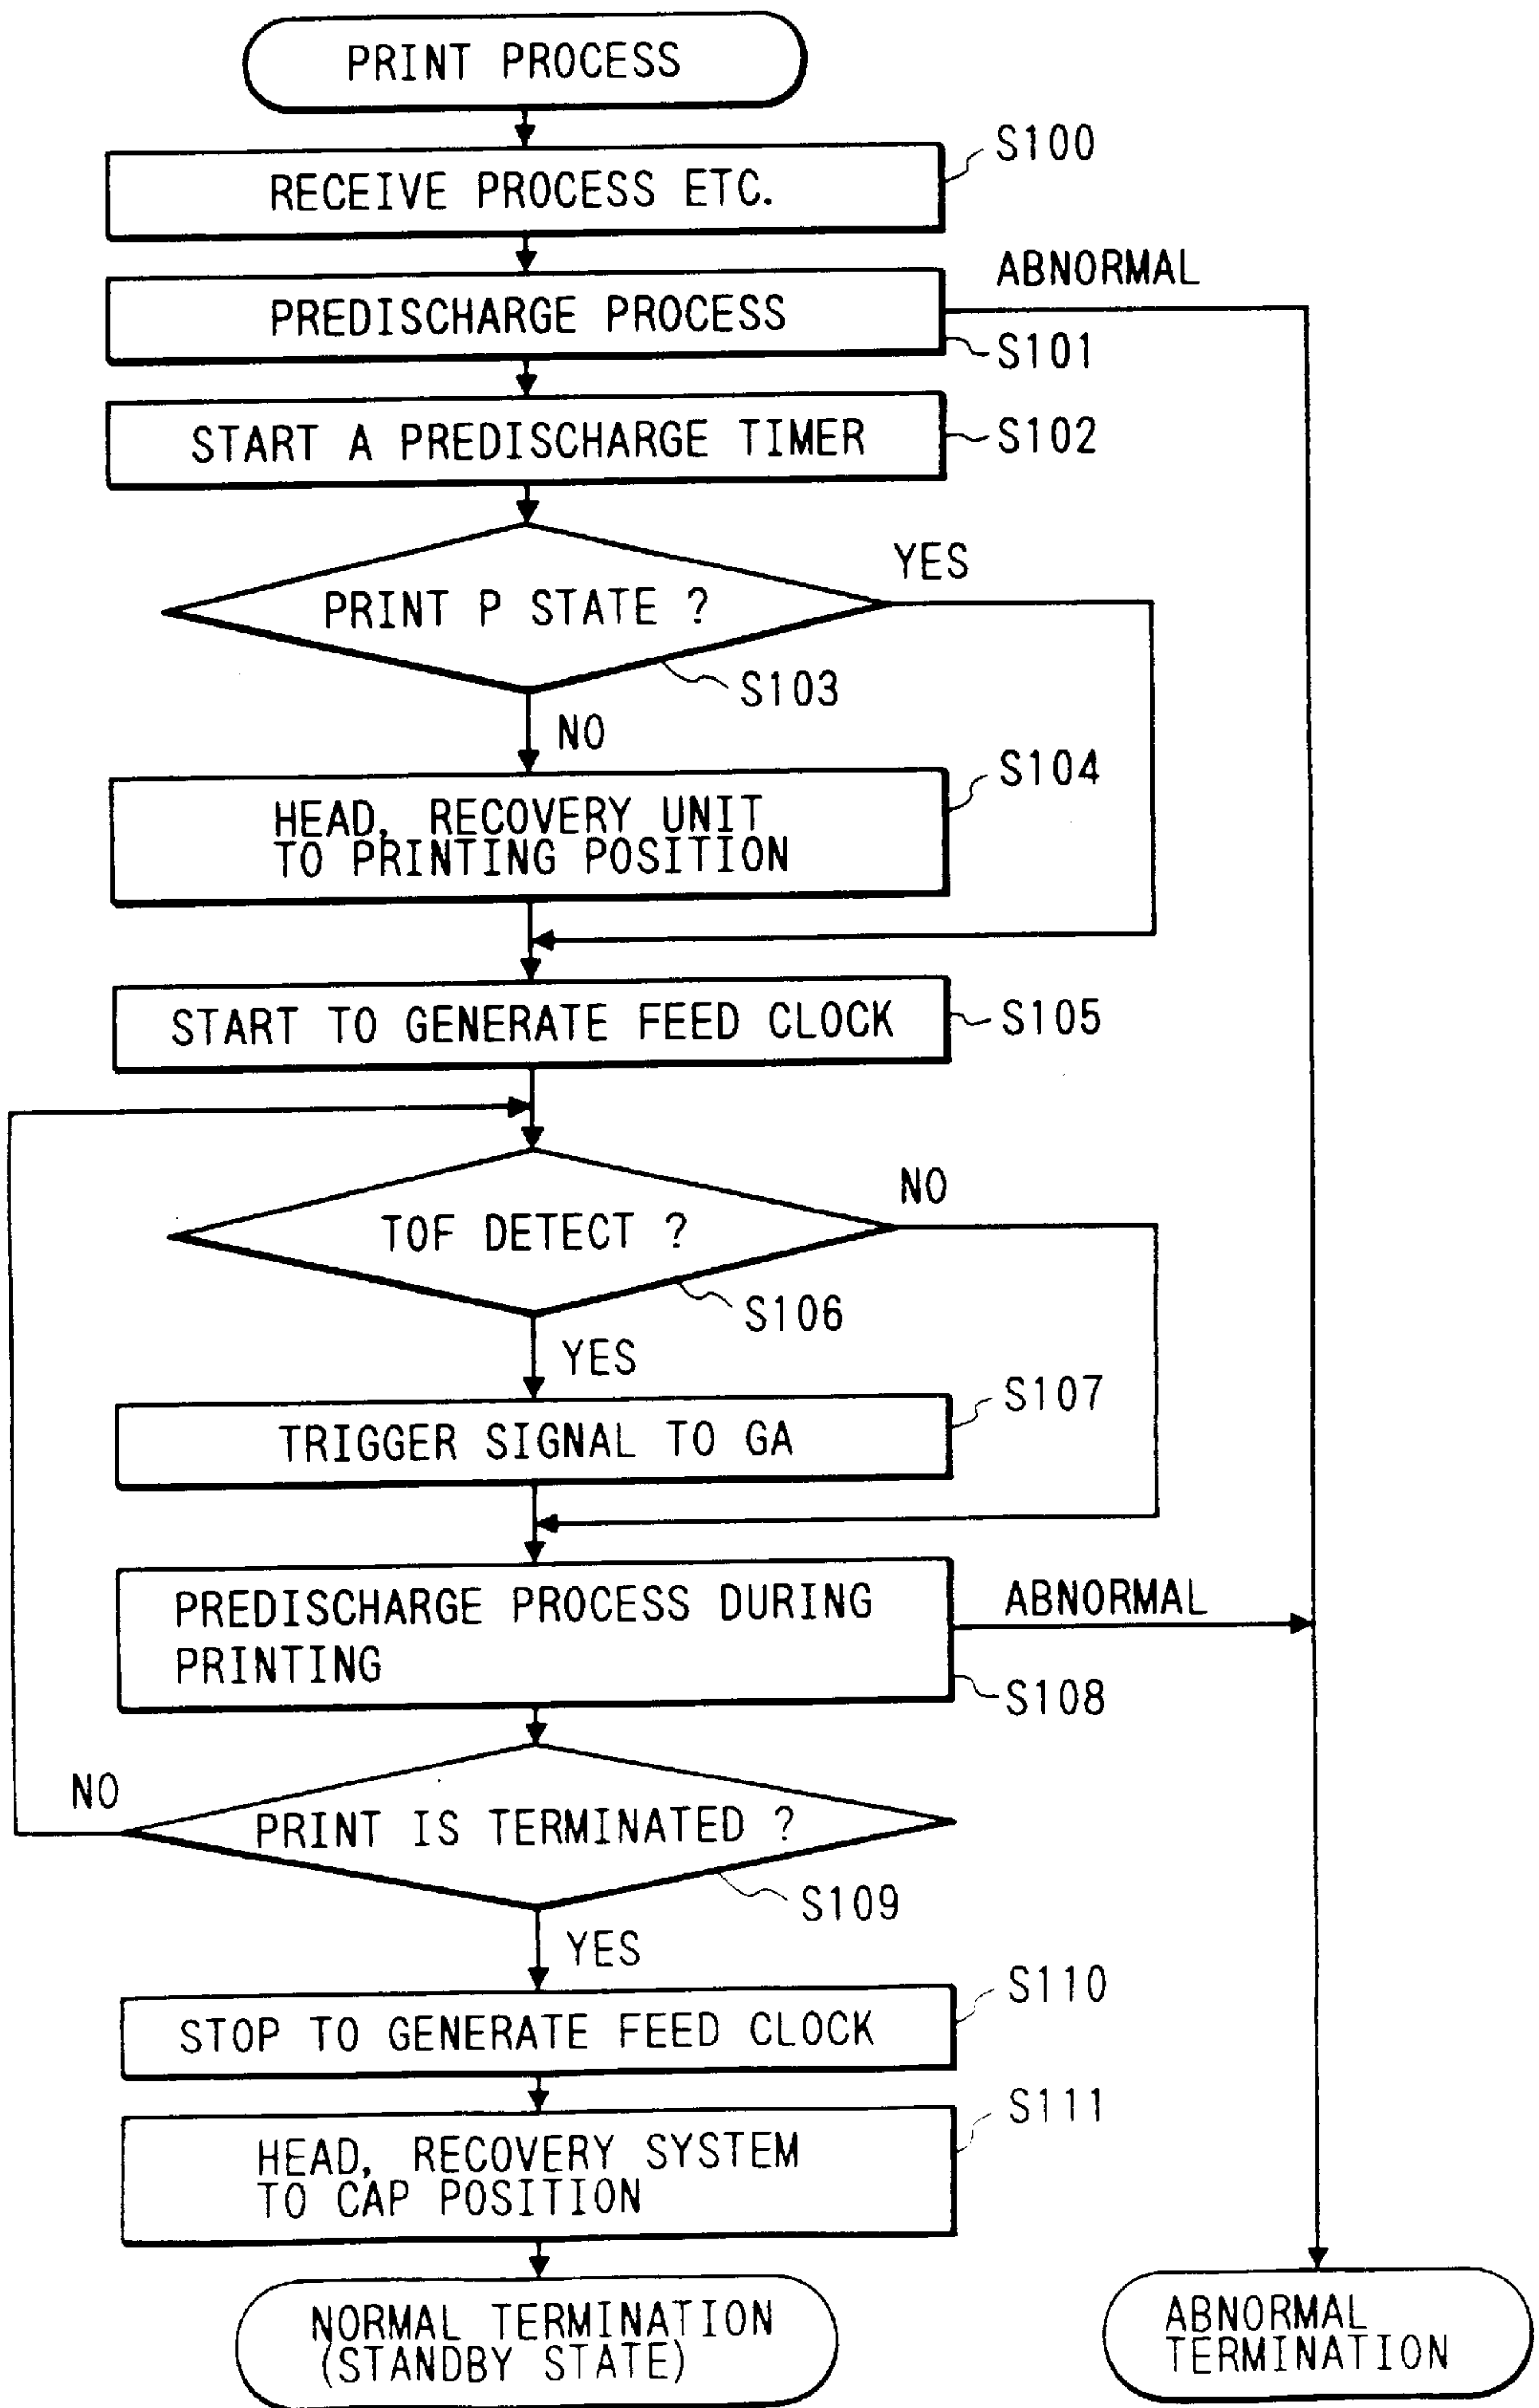 PRINT PROCESS
S100
RECEIVE PROCESS ETC.
ABNORMAL
PREDISCHARGE PROCESS
S101
START A PREDISCHARGE TIMER
S102
YES
PRINT P STATE ?
S103
NO
S104
HEAD, RECOVERY UNIT
TO PRINTING POSITION
START TO GENERATE FEED CLOCK
S105
NO
TOF DETECT ?
S106
YES
S107
TRIGGER SIGNAL TO GA
PREDISCHARGE PROCESS DURING
PRINTING
ABNORMAL
S108
NO
PRINT IS TERMINATED ?
S109
YES
S110
STOP TO GENERATE FEED CLOCK
S111
HEAD, RECOVERY SYSTEM
TO CAP POSITION
NORMAL TERMINATION
(STANDBY STATE)
ABNORMAL
TERMINATION